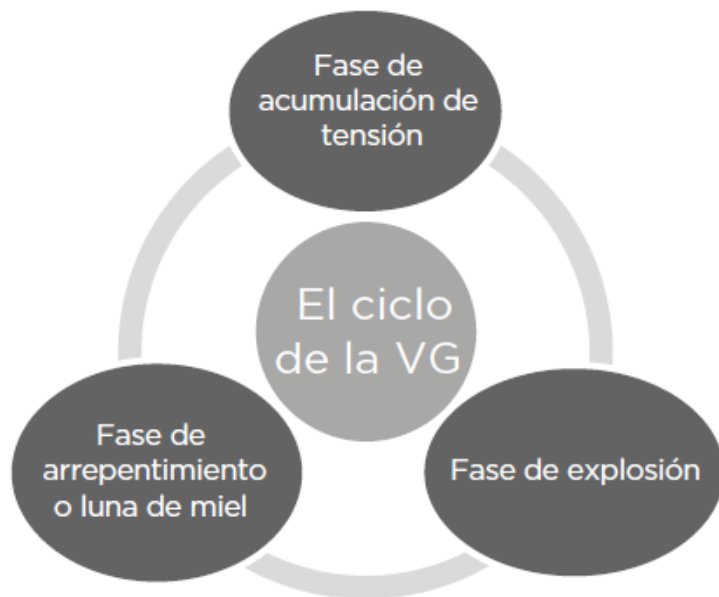 Fase de
acumulación de
tensión
El ciclo
de la VG
Fase de
arrepentimiento
o luna de miel
Fase de explosión